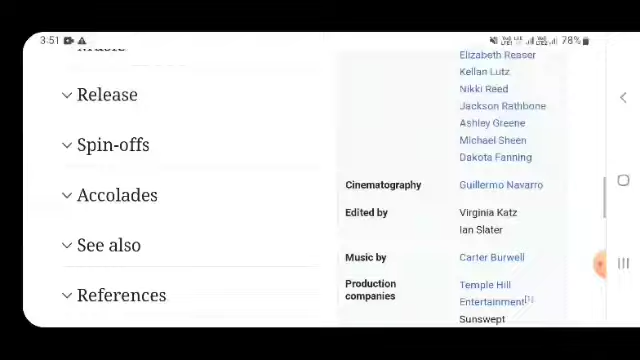 3:51
78%
Music
Release
Spin-offs
Accolades
See also
References
Elizabeth Reaser
Kellan Lutz
Nikki Reed
Jackson Rathbone
Ashley Greene
Michael Sheen
Dakota Fanning
Cinematography Guillermo Navarro
Edited by Virginia Katz
Ian Slater
Music by Carter Burwell
Production Temple Hill
companies Entertainment
Sunswept